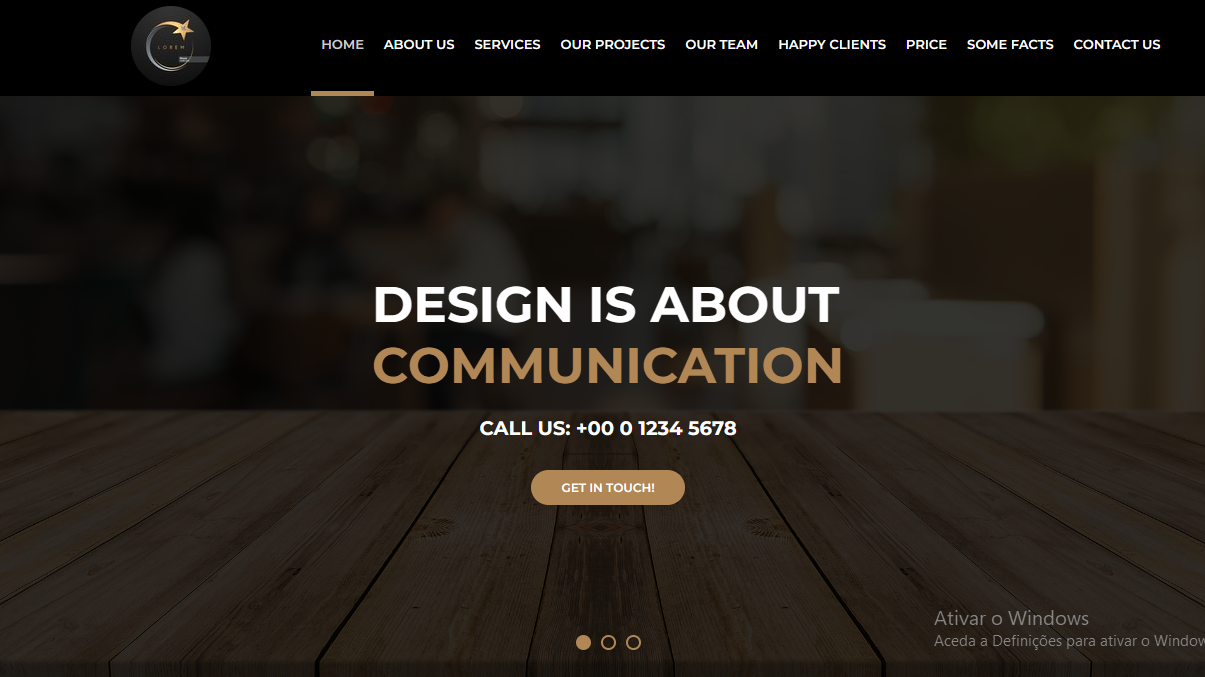 LOREM
HOME ABOUT US SERVICES OUR PROJECTS OUR TEAM HAPPY CLIENTS PRICE SOME FACTS CONTACT US
DESIGN IS ABOUT
COMMUNICATION
CALL US: +00 0 1234 5678
GET IN TOUCH!
Ativar o Windows
Aceda a Definições para ativar o Window